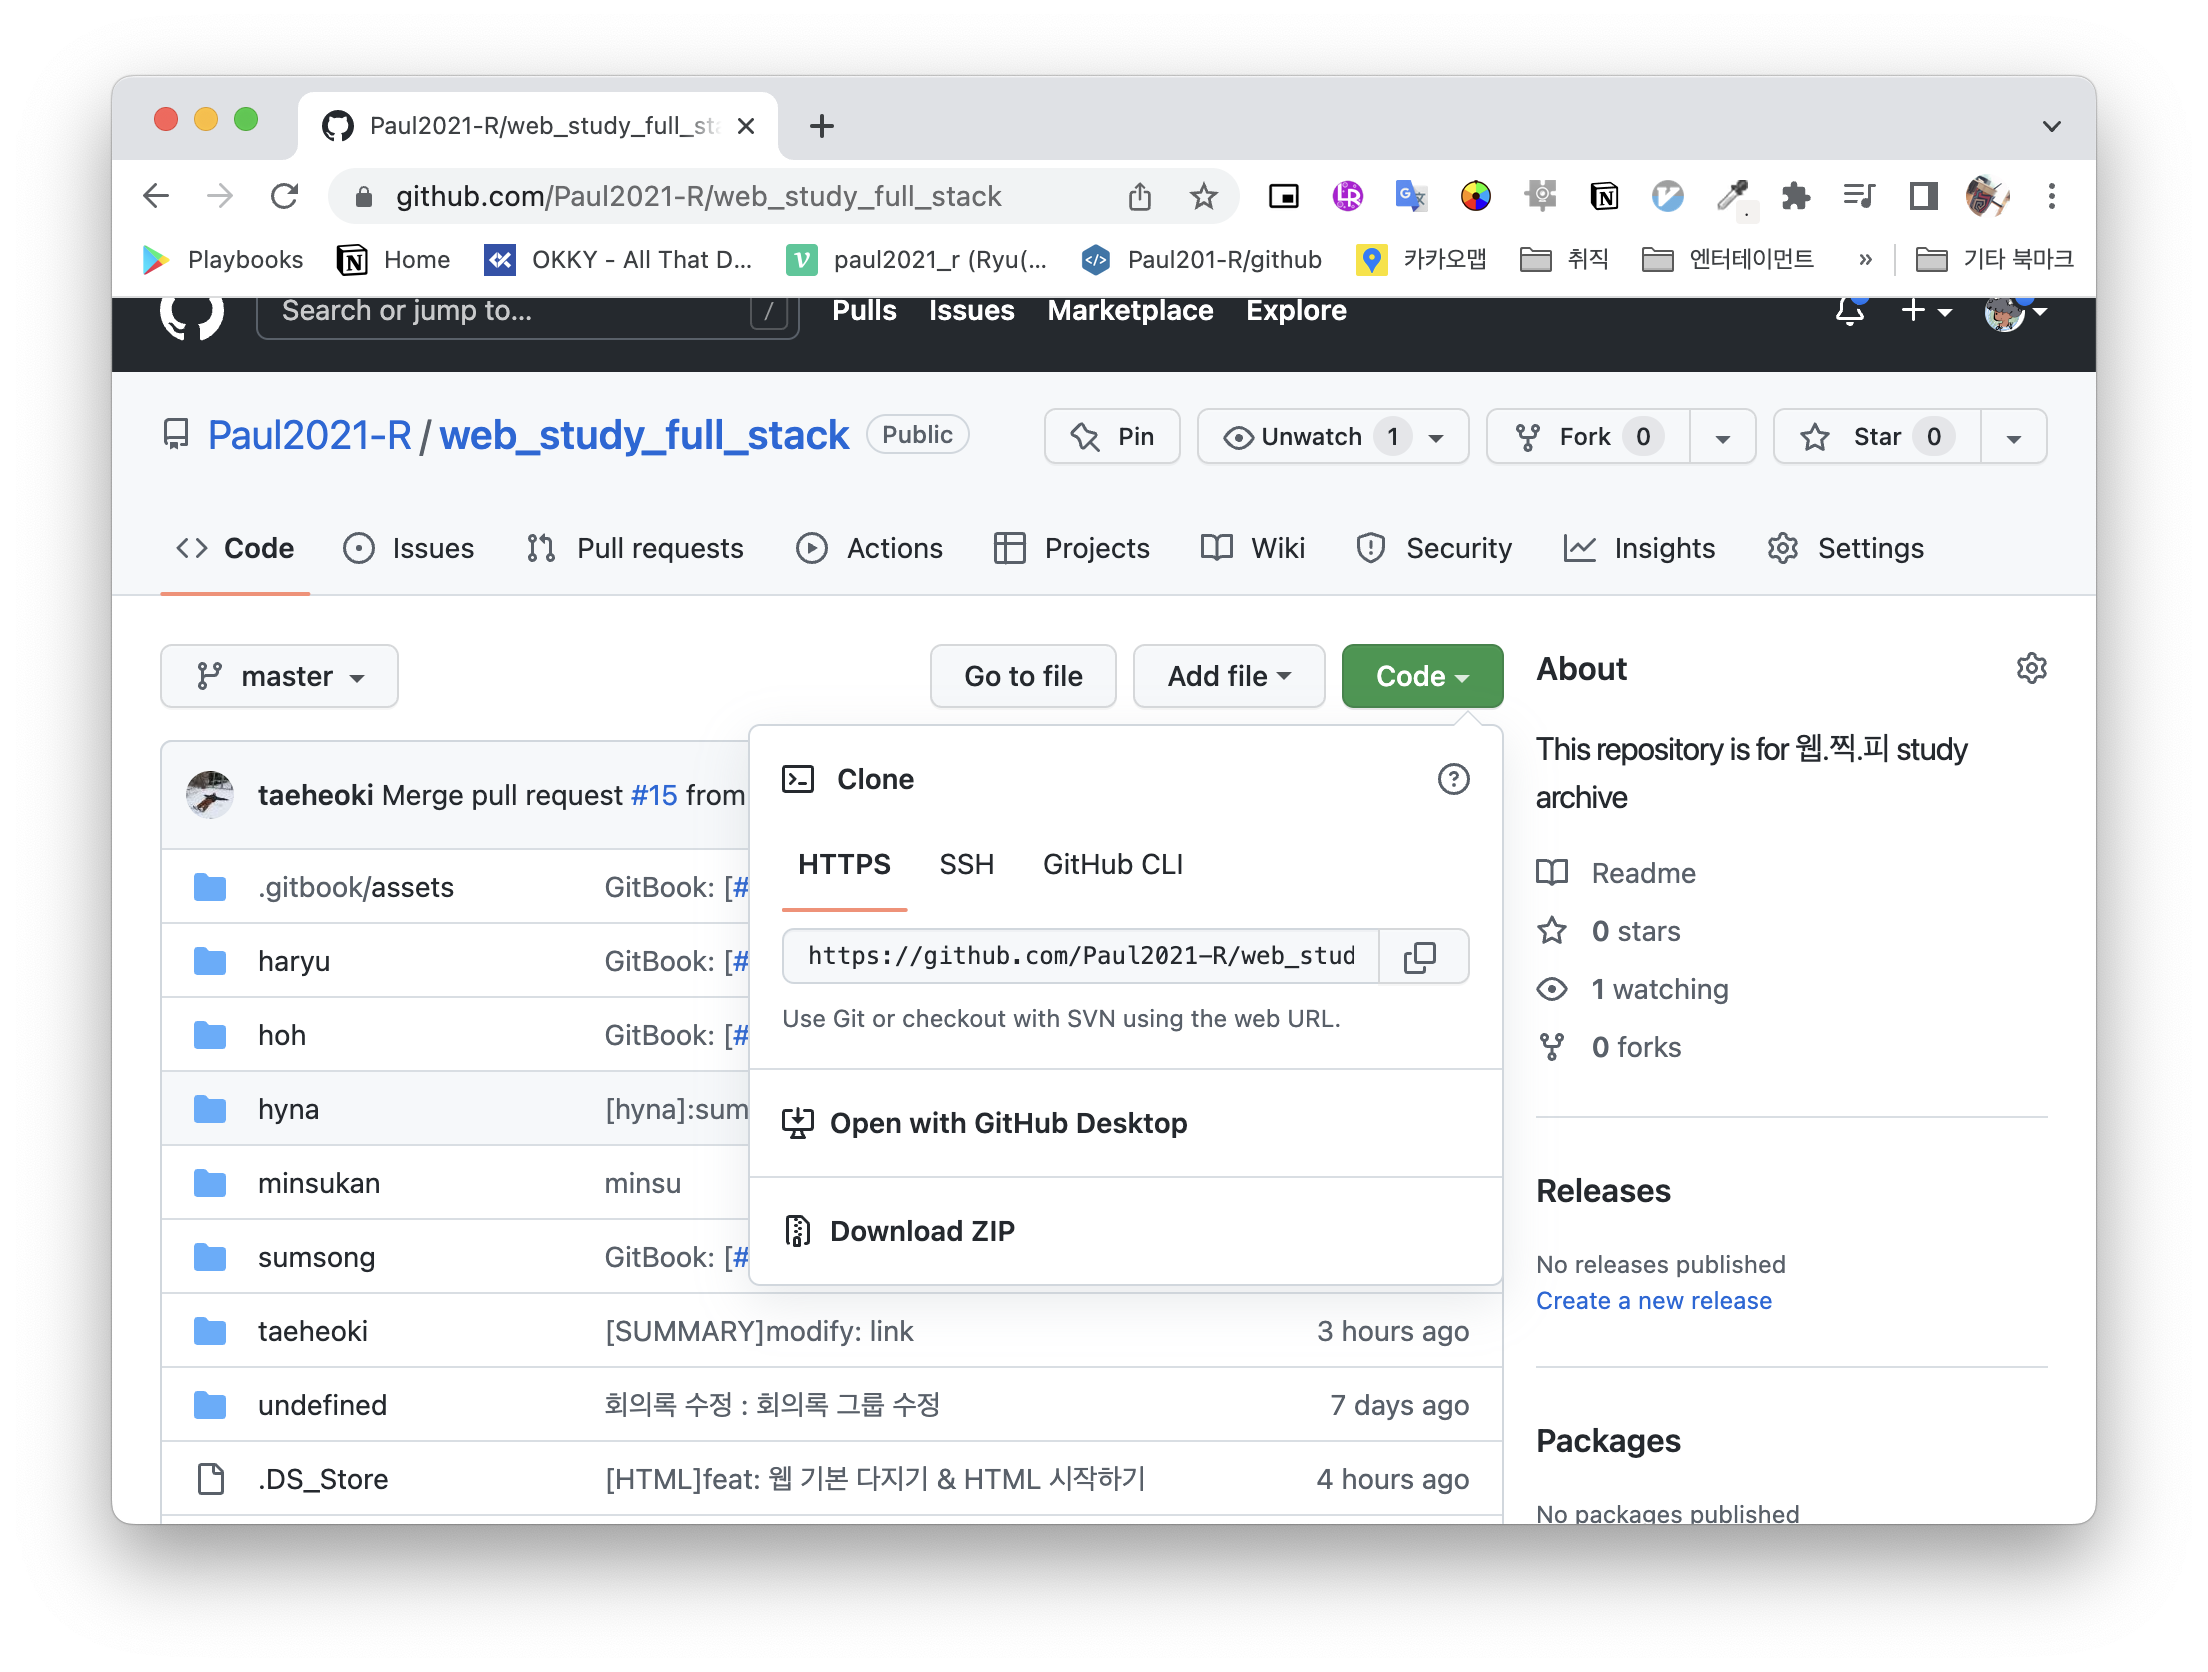 Paul2021-R/web_study_full_sta
github.com/Paul2021-R/web_study_full_stack
Playbooks Home OKKY - All That D... paul2021_r (Ryu(... Paul201-R/github 카카오맵 취직 엔터테이먼트 » 기타 북마크
Search or jump to... / Pulls Issues Marketplace Explore
Paul2021-R / web_study_full_stack Public Pin Unwatch 1 Fork 0 Star 0
Code Issues Pull requests Actions Projects Wiki Security Insights Settings
master Go to file Add file Code
taeheoki Merge pull request #15 from
.gitbook/assets GitBook: [#
haryu GitBook: [#
hoh GitBook: [#
hyna [hyna]:sum
minsukan minsu
sumsong GitBook: [#
taeheoki [SUMMARY]modify: link 3 hours ago
undefined 회의록 수정 : 회의록 그룹 수정 7 days ago
.DS_Store [HTML]feat: 웹 기본 다지기 & HTML 시작하기 4 hours ago
Clone
HTTPS SSH GitHub CLI
https://github.com/Paul2021-R/web_stud
Use Git or checkout with SVN using the web URL.
Open with GitHub Desktop
Download ZIP
About
This repository is for 웹.찍.피 study
archive
Readme
0 stars
1 watching
0 forks
Releases
No releases published
Create a new release
Packages
No packages published